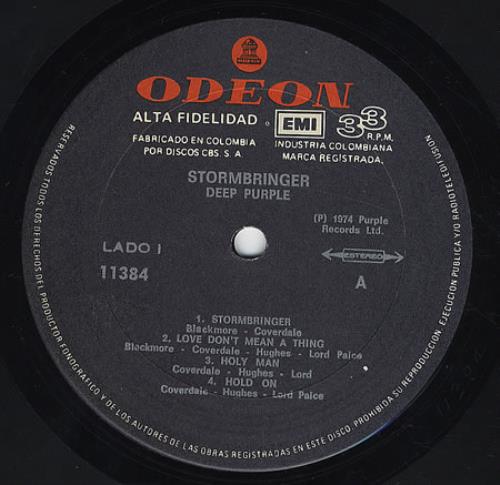 ODEON
ALTA FIDELIDAD
EMI
33 R.P.M.
FABRICADO EN COLOMBIA
POR DISCOS CBS. S. A
INDUSTRIA COLOMBIANA
MARCA REGISTRADA.
STORMBRINGER
DEEP PURPLE
(P) 1974 Purple
Records Ltd.
LADO I
11384
ESTEREO
A
1. STORMBRINGER
Blackmore - Coverdale
2. LOVE DON'T MEAN A THING
Blackmore - Coverdale - Hughes - Lord Paice
3. HOLY MAN
Coverdale - Hughes - Lord
4. HOLD ON
Coverdale - Hughes - Lord Paice
RESERVADOS TODOS LOS DERECHOS DEL PRODUCTOR FONOGRAFICO Y DE LOS AUTORES DE LAS OBRAS REGISTRADAS EN ESTE DISCO. PROHIBIDA SU REPRODUCCION. EJECUCION PUBLICA Y/O RADIOTELEDIFUSION